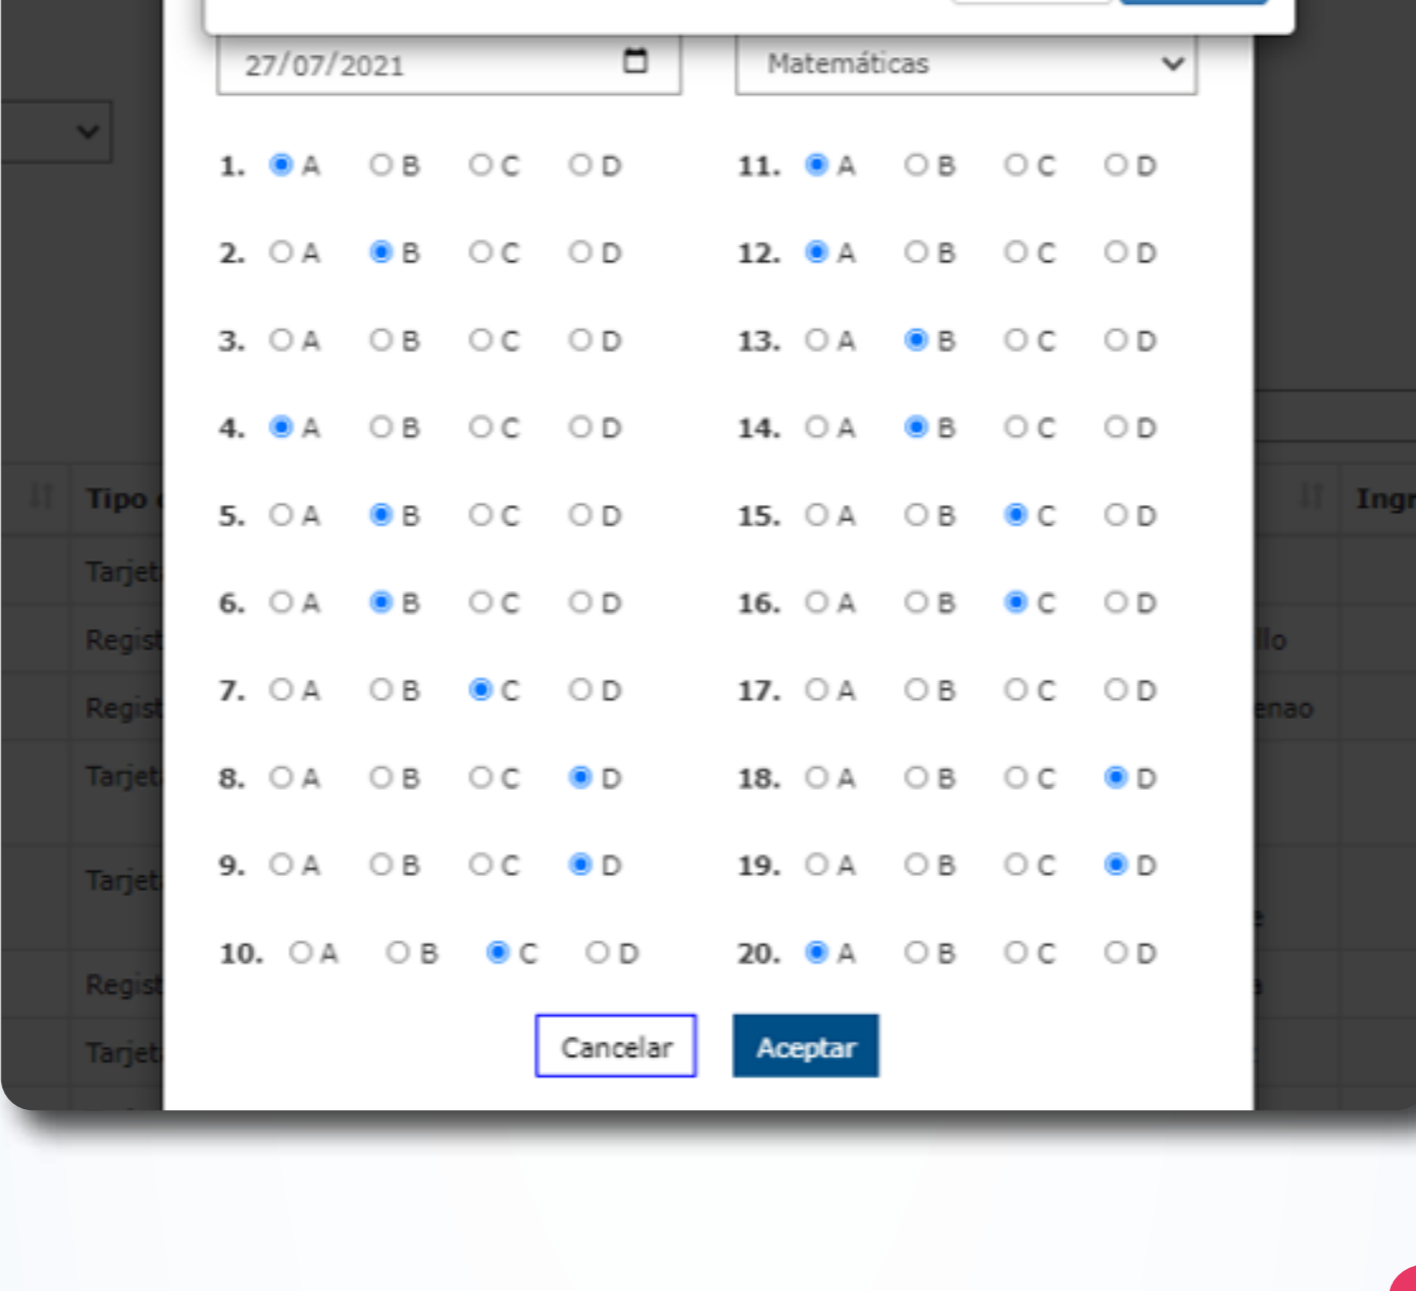 27/07/2021 Matemáticas
1. A B C D 11. A B C D
2. A B C D 12. A B C D
3. A B C D 13. A B C D
4. A B C D 14. A B C D
Tipo 5. A B C D 15. A B C D Ingr
Tarjet
6. A B C D 16. A B C D
Regist llo
7. A B C D 17. A B C D
Regist enao
Tarjet 8. A B C D 18. A B C D
Tarjet 9. A B C D 19. A B C D
10. A B C D 20. A B C D
Regist
Tarjet Cancelar Aceptar